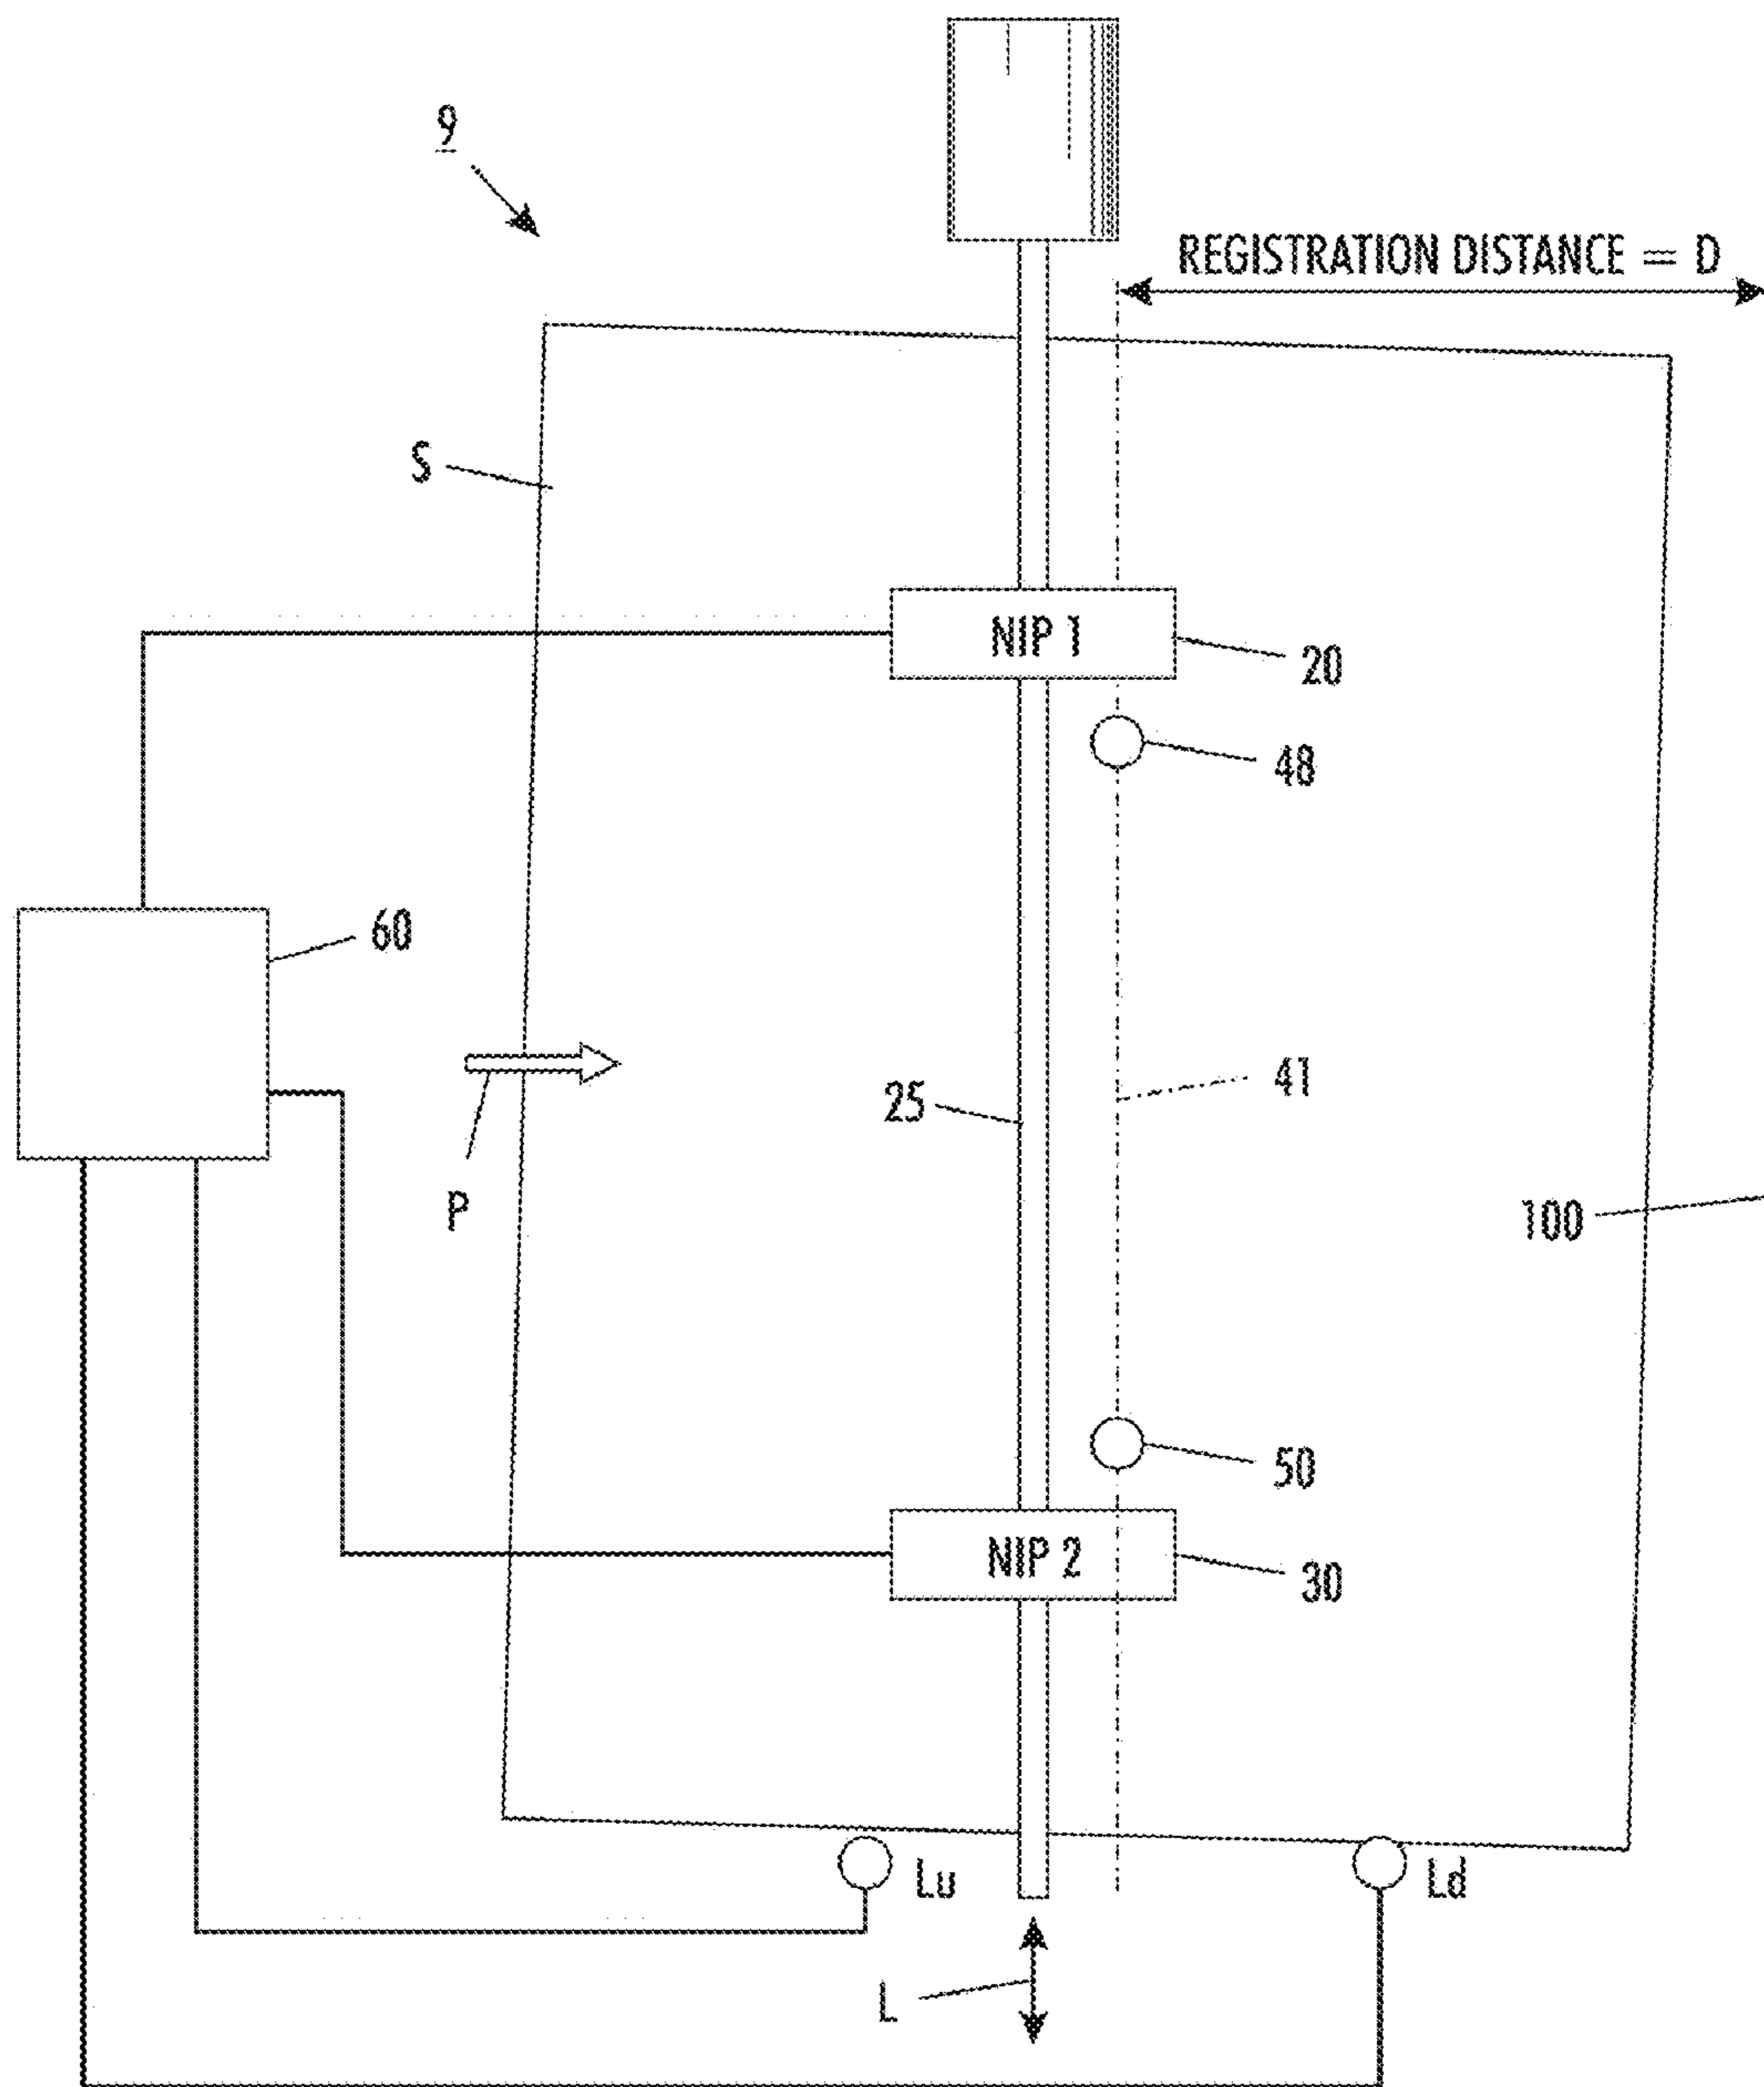 9
REGISTRATION DISTANCE = D
S
NIP 1
20
48
60
25
41
P
100
50
NIP 2
30
Lu
Ld
L